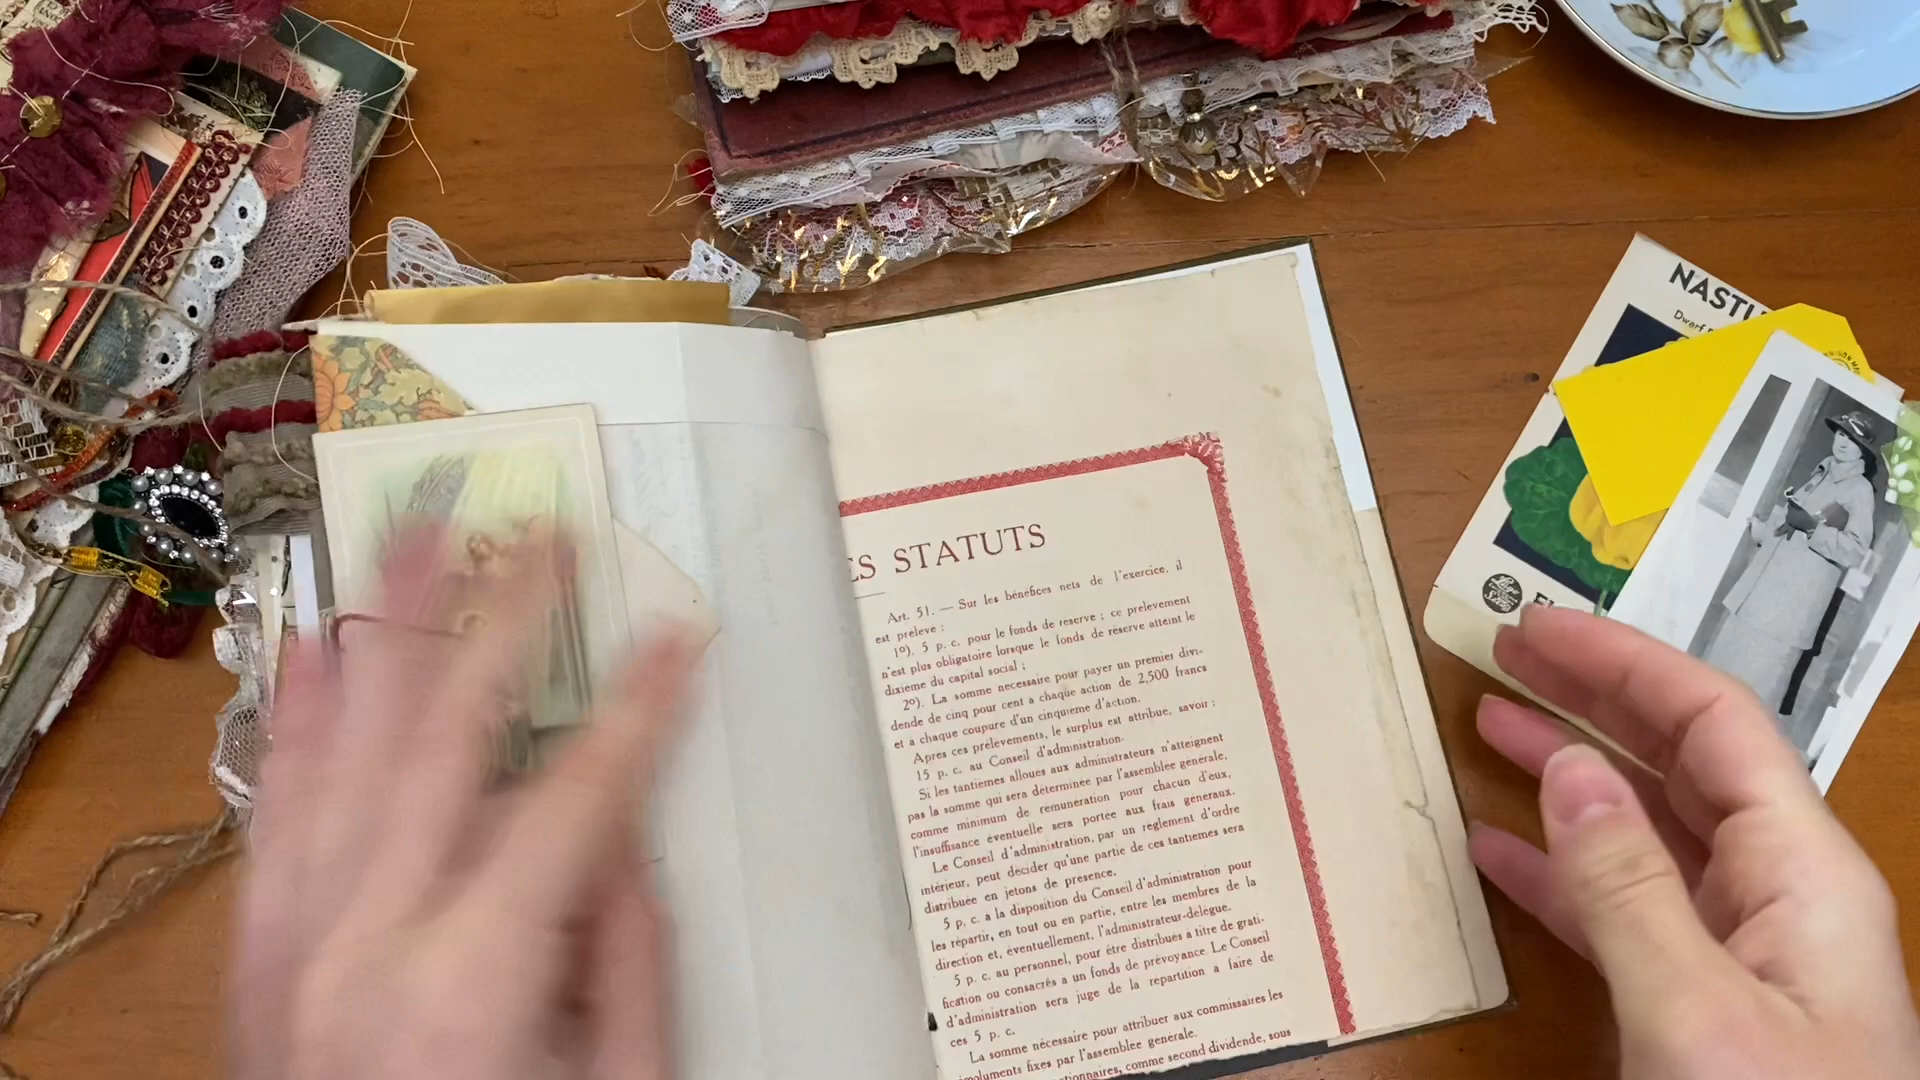 NASTU
Dwarf
ES STATUTS
Art. 51. — Sur les bénéfices nets de l'exercice, il
est prélevé :
1º). 5 p. c. pour le fonds de réserve ; ce prélèvement
n'est plus obligatoire lorsque le fonds de réserve atteint le
dixième du capital social ;
2º). La somme nécessaire pour payer un premier divi-
dende de cinq pour cent à chaque action de 2,500 francs
et à chaque coupure d'un cinquième d'action.
Après ces prélèvements, le surplus est attribué, savoir :
15 p. c. au Conseil d'administration.
Si les tantièmes alloués aux administrateurs n'atteignent
pas la somme qui sera déterminée par l'assemblée générale,
comme minimum de rémunération pour chacun d'eux,
l'insuffisance éventuelle sera portée aux frais généraux.
Le Conseil d'administration, par un règlement d'ordre
intérieur, peut décider qu'une partie de ces tantièmes sera
distribuée en jetons de présence.
5 p. c. à la disposition du Conseil d'administration pour
les répartir, en tout ou en partie, entre les membres de la
direction et, éventuellement, l'administrateur-délégué.
5 p. c. au personnel, pour être distribués à titre de grati-
fication ou consacrés à un fonds de prévoyance. Le Conseil
d'administration sera juge de la répartition à faire de
ces 5 p. c.
La somme nécessaire pour attribuer aux commissaires les
émoluments fixes par l'assemblée générale.
ctionnaires, comme second dividende, sous